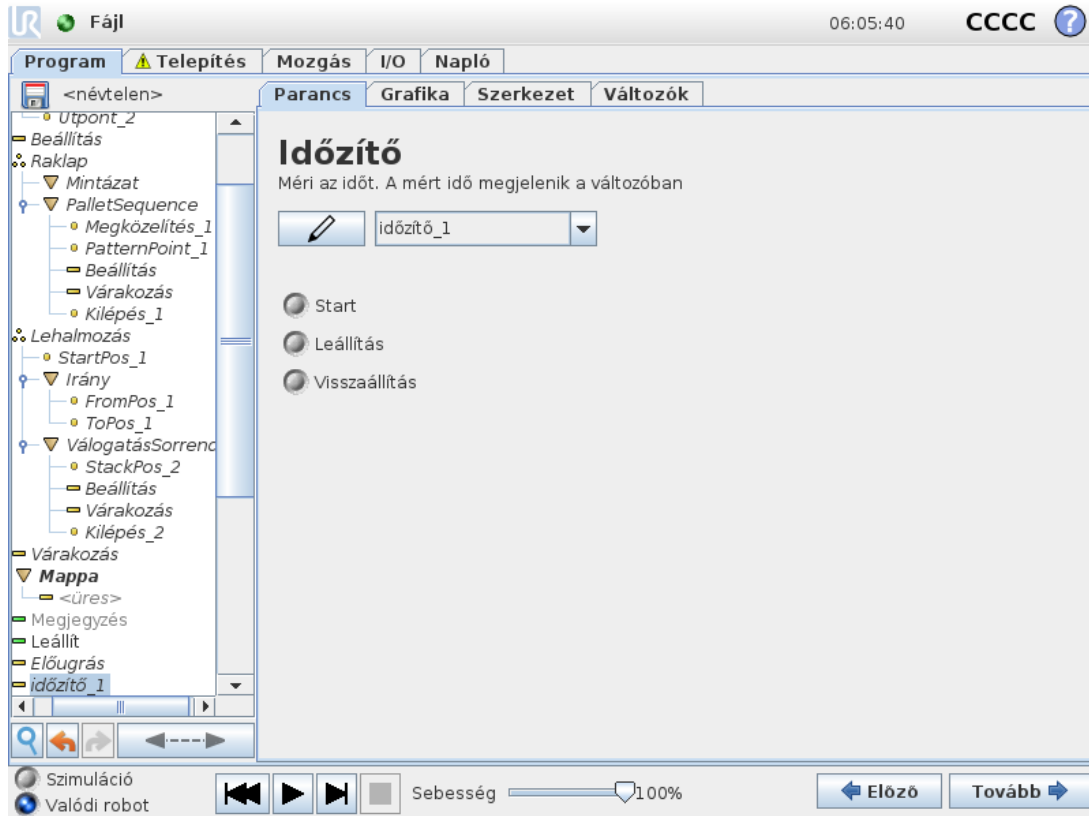 UR Fájl 06:05:40 CCCC ?
Program Telepítés Mozgás I/O Napló
<névtelen>
Parancs Grafika Szerkezet Változók
Útpont_2
Beállítás
Raklap
Mintázat
PalletSequence
Megközelítés_1
PatternPoint_1
Beállítás
Várakozás
Kilépés_1
Lehalmozás
StartPos_1
Irány
FromPos_1
ToPos_1
VálogatásSorrend
StackPos_2
Beállítás
Várakozás
Kilépés_2
Várakozás
Mappa
<üres>
Megjegyzés
Leállít
Előugrás
időzítő_1
Időzítő
Méri az időt. A mért idő megjelenik a változóban
időzítő_1
Start
Leállítás
Visszaállítás
Szimuláció
Valódi robot
Sebesség 100%
Előző Tovább